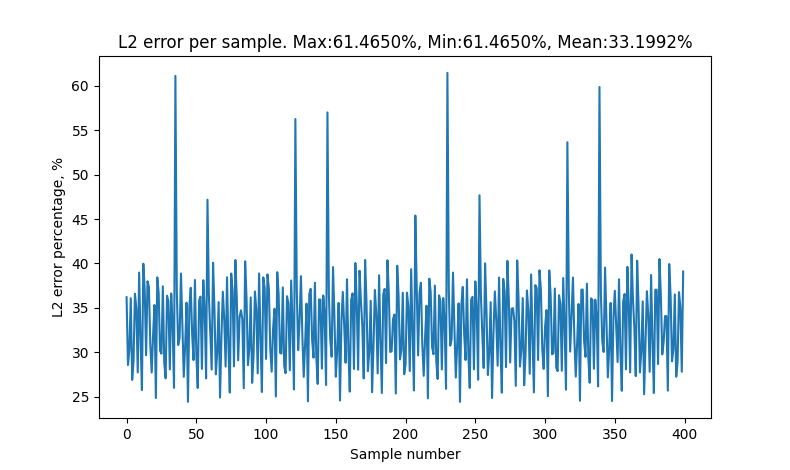 L2 error per sample. Max:61.4650%, Min:61.4650%, Mean:33.1992%
L2 error percentage, %
60
55
50
45
40
35
30
25
0 50 100 150 200 250 300 350 400
Sample number